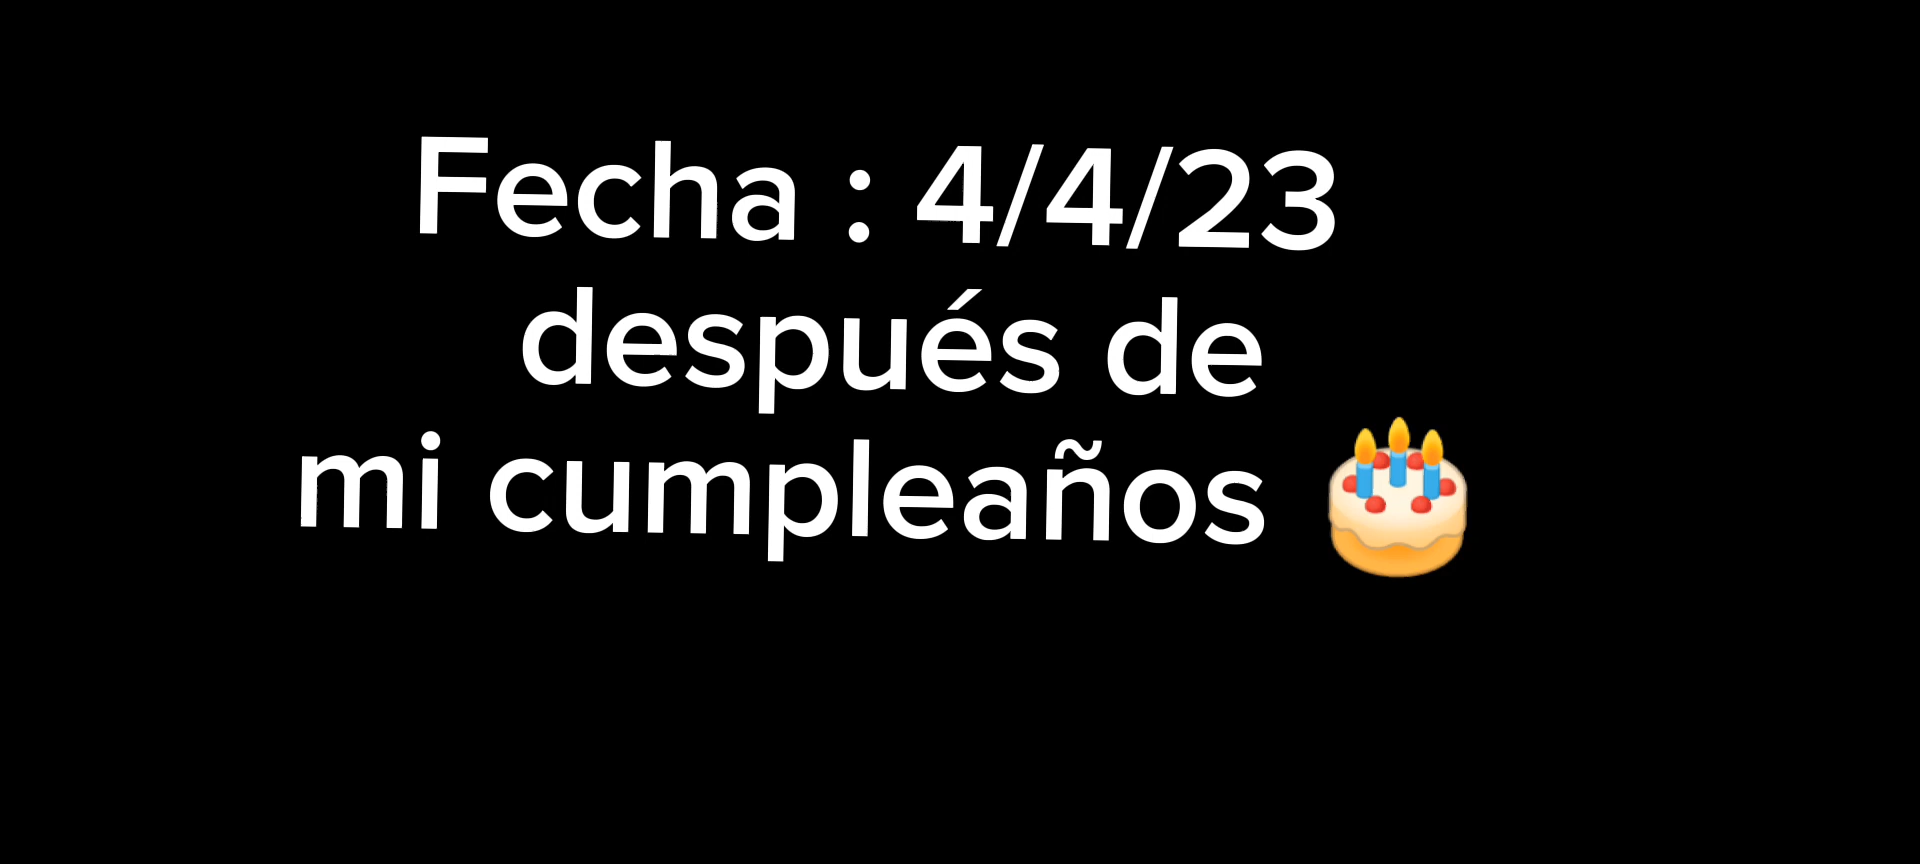 Fecha : 4/4/23
después de
mi cumpleaños 🎂